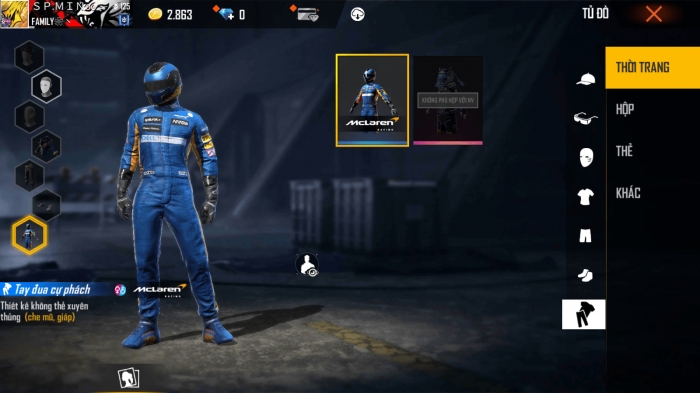 S.P.M.I.N
FAMILY
2.863
+ 0
TỦ ĐỒ
THỜI TRANG
HỘP
THẺ
KHÁC
McLaren
RACING
KHÔNG PHÙ HỢP VỚI NV
Tay đua cự phách
McLaren
RACING
Thiết kế không thể xuyên
thủng (che mũ, giáp)